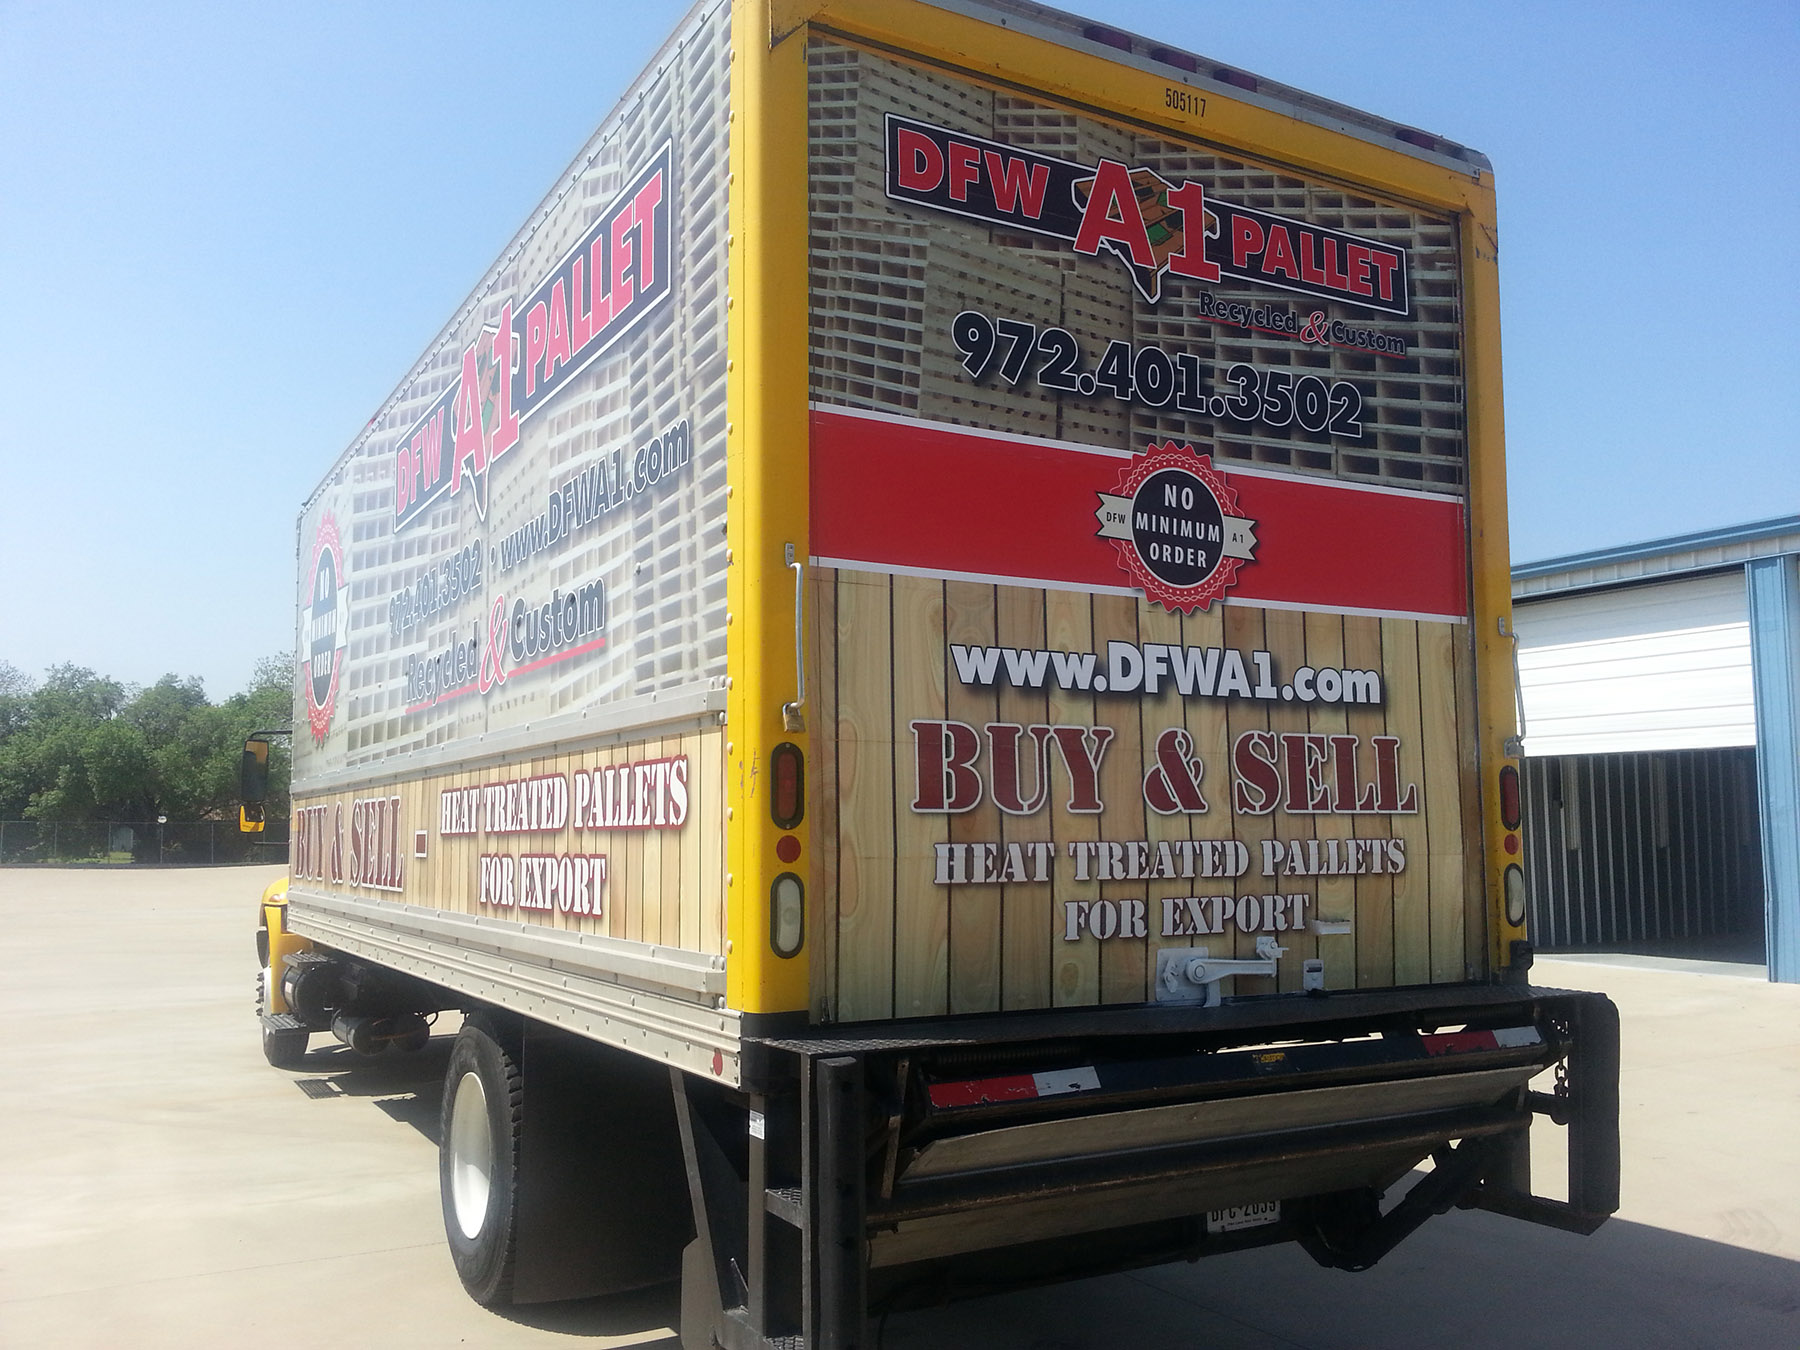 505117
DFW A1 PALLET
Recycled & Custom
972.401.3502
NO
MINIMUM
ORDER
DFW
A1
www.DFWA1.com
BUY & SELL
HEAT TREATED PALLETS
FOR EXPORT
DFW A1 PALLET
972.401.3502 • www.DFWA1.com
Recycled & Custom
NO
MINIMUM
ORDER
BUY & SELL - HEAT TREATED PALLETS
FOR EXPORT